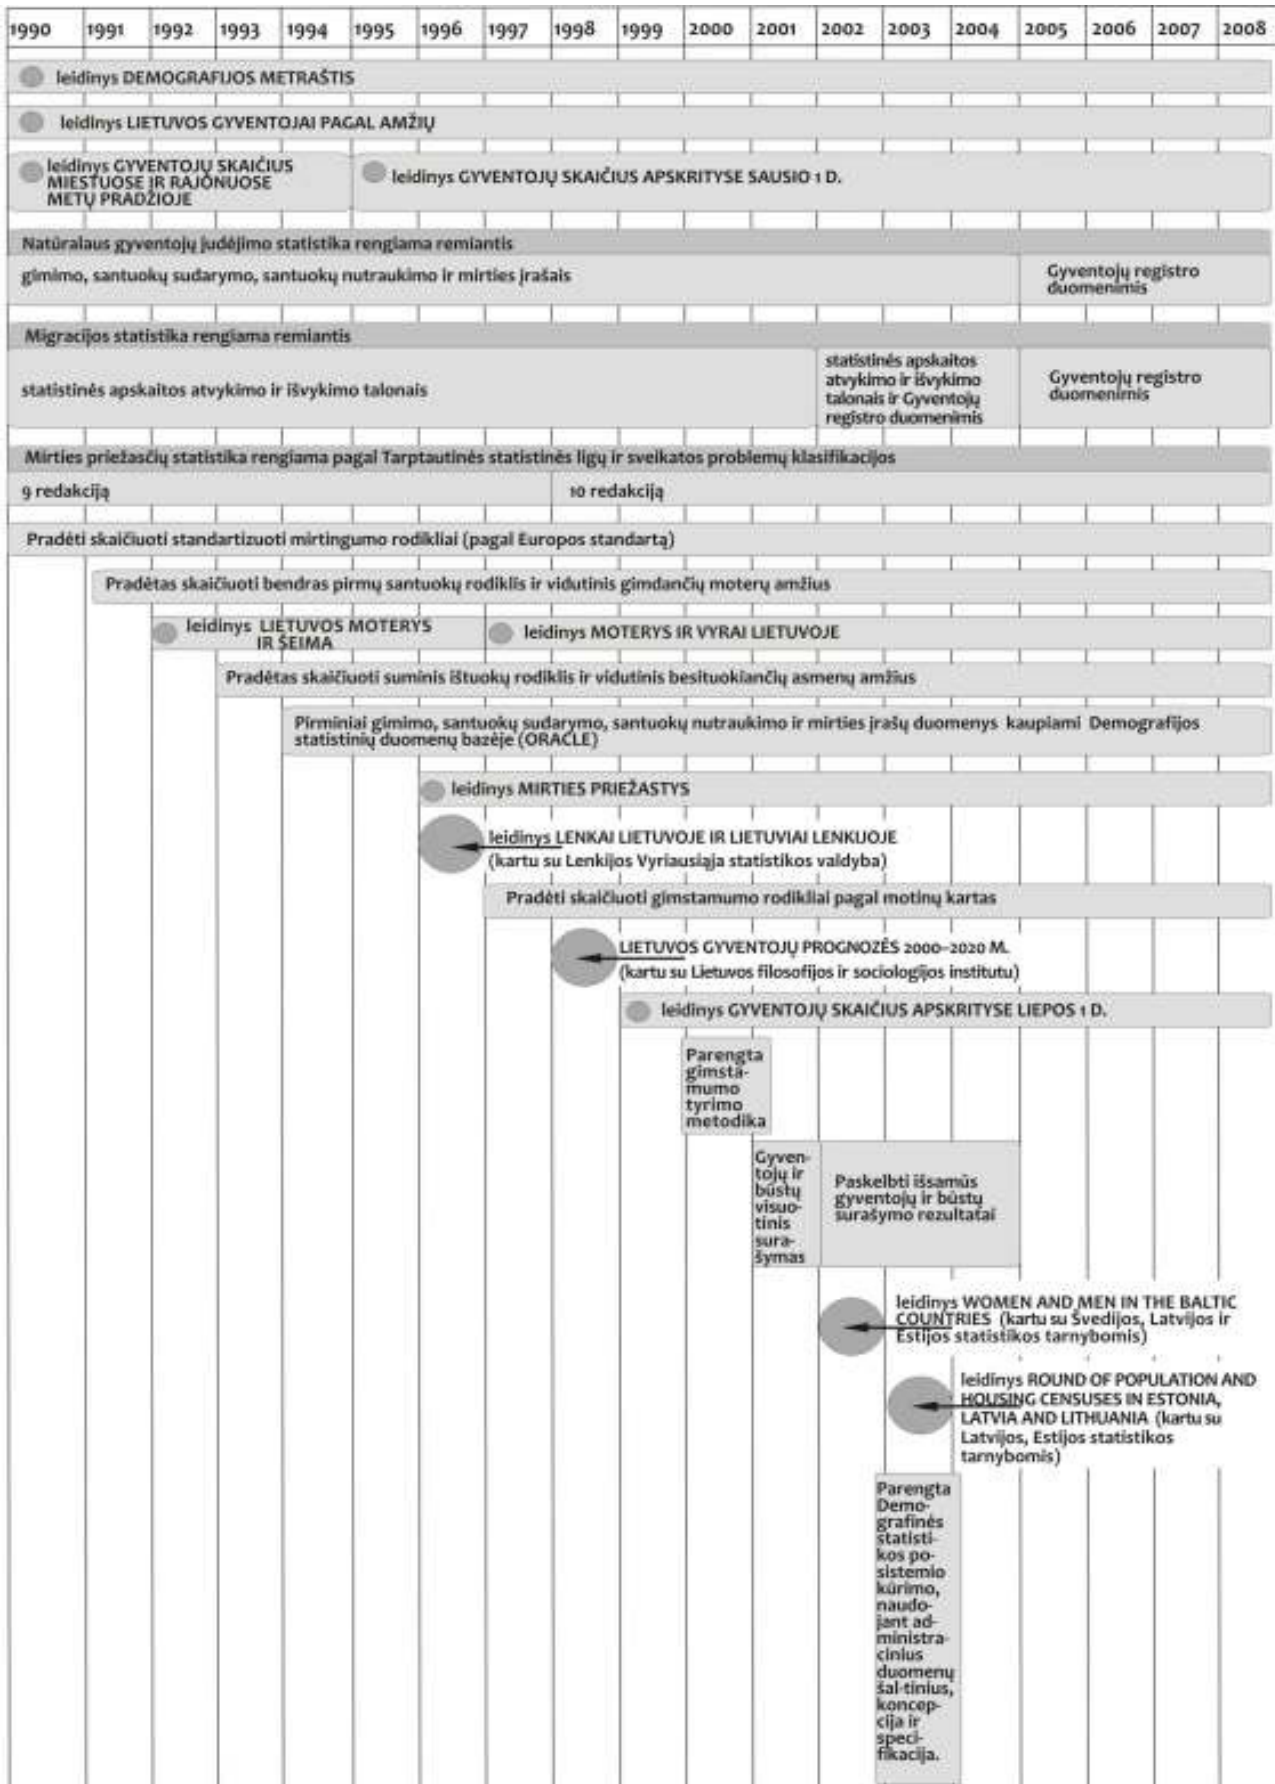 1990 1991 1992 1993 1994 1995 1996 1997 1998 1999 2000 2001 2002 2003 2004 2005 2006 2007 2008
leidinys DEMOGRAFIJOS METRAŠTIS
leidinys LIETUVOS GYVENTOJAI PAGAL AMŽIŲ
leidinys GYVENTOJŲ SKAIČIUS
MIESTUOSE IR RAJONUOSE
METŲ PRADŽIOJE
leidinys GYVENTOJŲ SKAIČIUS APSKRITYSE SAUSIO 1 D.
Natūralaus gyventojų judėjimo statistika rengiama remiantis
gimimo, santuokų sudarymo, santuokų nutraukimo ir mirties įrašais
Gyventojų registro
duomenimis
Migracijos statistika rengiama remiantis
statistinės apskaitos atvykimo ir išvykimo talonais
statistinės apskaitos
atvykimo ir išvykimo
talonais ir Gyventojų
registro duomenimis
Gyventojų registro
duomenimis
Mirties priežasčių statistika rengiama pagal Tarptautinės statistinės ligų ir sveikatos problemų klasifikacijos
9 redakciją
10 redakciją
Pradėti skaičiuoti standartizuoti mirtingumo rodikliai (pagal Europos standartą)
Pradėtas skaičiuoti bendras pirmų santuokų rodiklis ir vidutinis gimdančių moterų amžius
leidinys LIETUVOS MOTERYS
IR ŠEIMA
leidinys MOTERYS IR VYRAI LIETUVOJE
Pradėtas skaičiuoti suminis ištuokų rodiklis ir vidutinis besituokiančių asmenų amžius
Pirminiai gimimo, santuokų sudarymo, santuokų nutraukimo ir mirties įrašų duomenys kaupiami Demografijos
statistinių duomenų bazėje (ORACLE)
leidinys MIRTIES PRIEŽASTYS
leidinys LENKAI LIETUVOJE IR LIETUVIAI LENKIJOJE
(kartu su Lenkijos Vyriausiąja statistikos valdyba)
Pradėti skaičiuoti gimstamumo rodikliai pagal motinų kartas
LIETUVOS GYVENTOJŲ PROGNOZĖS 2000–2020 M.
(kartu su Lietuvos filosofijos ir sociologijos institutu)
leidinys GYVENTOJŲ SKAIČIUS APSKRITYSE LIEPOS 1 D.
Parengta
gimsta-
mumo
tyrimo
metodika
Gyven-
tojų ir
būstų
visuo-
tinis
sura-
šymas
Paskelbti išsamūs
gyventojų ir būstų
surašymo rezultatai
leidinys WOMEN AND MEN IN THE BALTIC
COUNTRIES (kartu su Švedijos, Latvijos ir
Estijos statistikos tarnybomis)
leidinys ROUND OF POPULATION AND
HOUSING CENSUSES IN ESTONIA,
LATVIA AND LITHUANIA (kartu su
Latvijos, Estijos statistikos
tarnybomis)
Parengta
Demo-
grafinės
statisti-
kos po-
sistemio
kūrimo,
naudo-
jant ad-
ministra-
cinius
duomenų
šal-tinius,
koncep-
cija ir
speci-
fikacija.